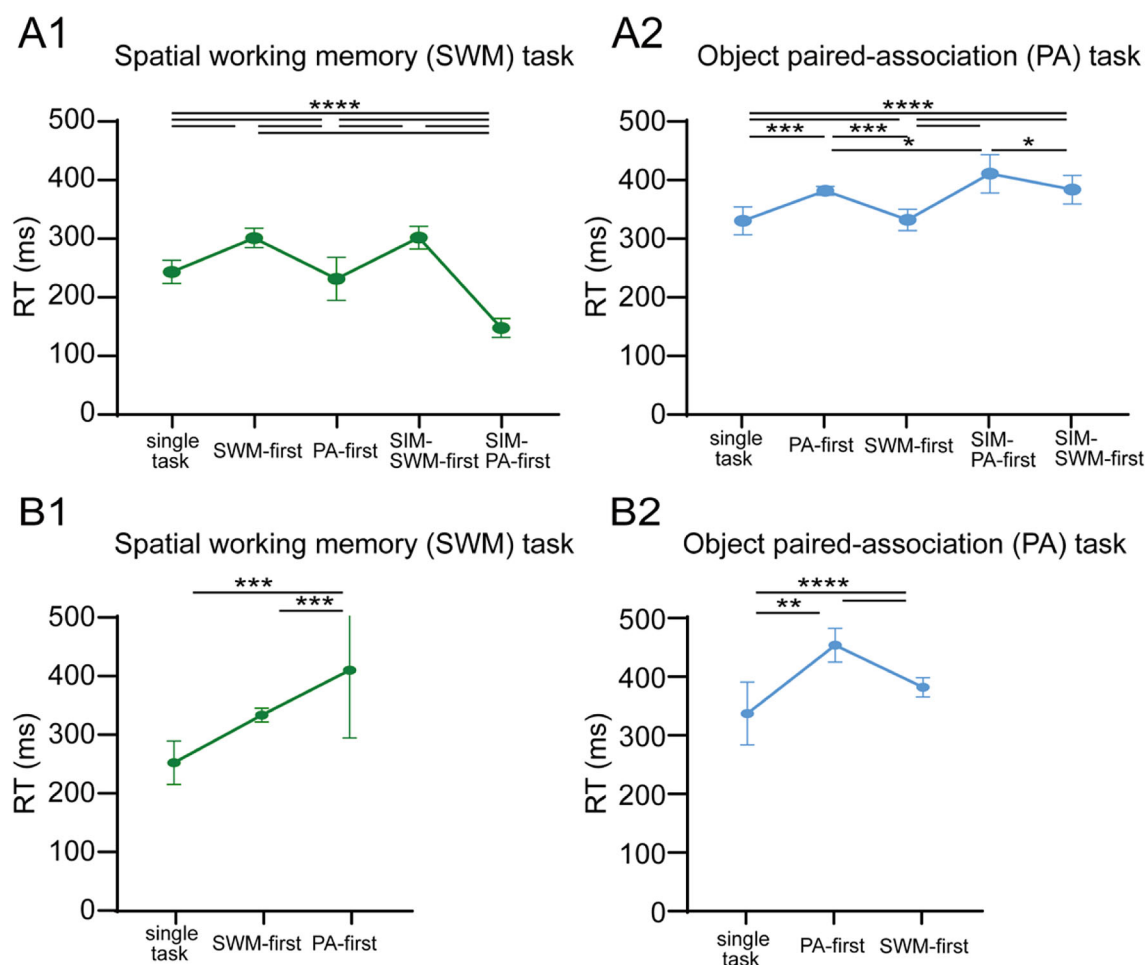 A1
Spatial working memory (SWM) task
****
500
400
300
200
100
0
RT (ms)
single
task
SWM-first
PA-first
SIM-
SWM-first
SIM-
PA-first
A2
Object paired-association (PA) task
****
*** ***
* *
500
400
300
200
100
0
RT (ms)
single
task
PA-first
SWM-first
SIM-
PA-first
SIM-
SWM-first
B1
Spatial working memory (SWM) task
***
***
500
400
300
200
100
0
RT (ms)
single
task
SWM-first
PA-first
B2
Object paired-association (PA) task
****
**
500
400
300
200
100
0
RT (ms)
single
task
PA-first
SWM-first